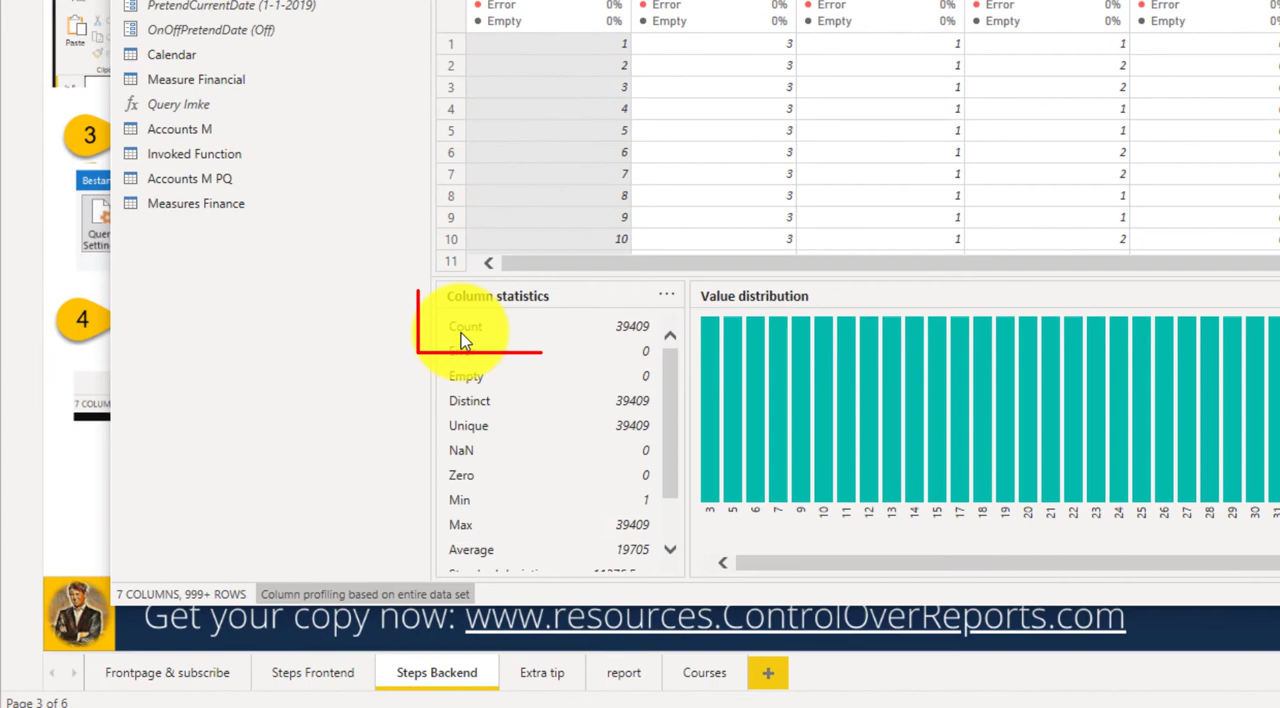 PretendCurrentDate (1-1-2019)
OnOffPretendDate (Off)
Calendar
Measure Financial
Query Imke
Accounts M
Invoked Function
Accounts M PQ
Measures Finance
Paste
3
Bestan
Quer
Settin
4
7 COLUM
Error 0% Error 0% Error 0% Error 0% Error
Empty 0% Empty 0% Empty 0% Empty 0% Empty
1 1 3 1 1
2 2 3 1 2
3 3 3 1 2
4 4 3 1 2
5 5 3 1 1
6 6 3 1 2
7 7 3 1 2
8 8 3 1 1
9 9 3 1 1
10 10 3 1 2
11
Column statistics ...
Count 39409
0
Empty 0
Distinct 39409
Unique 39409
NaN 0
Zero 0
Min 1
Max 39409
Average 19705
Value distribution
3 5 6 7 9 10 11 12 13 14 15 17 18 19 20 21 22 23 24 25 26 27 28 29 30 31
7 COLUMNS, 999+ ROWS Column profiling based on entire data set
Get your copy now: www.resources.ControlOverReports.com
Frontpage & subscribe Steps Frontend Steps Backend Extra tip report Courses +
Page 3 of 6